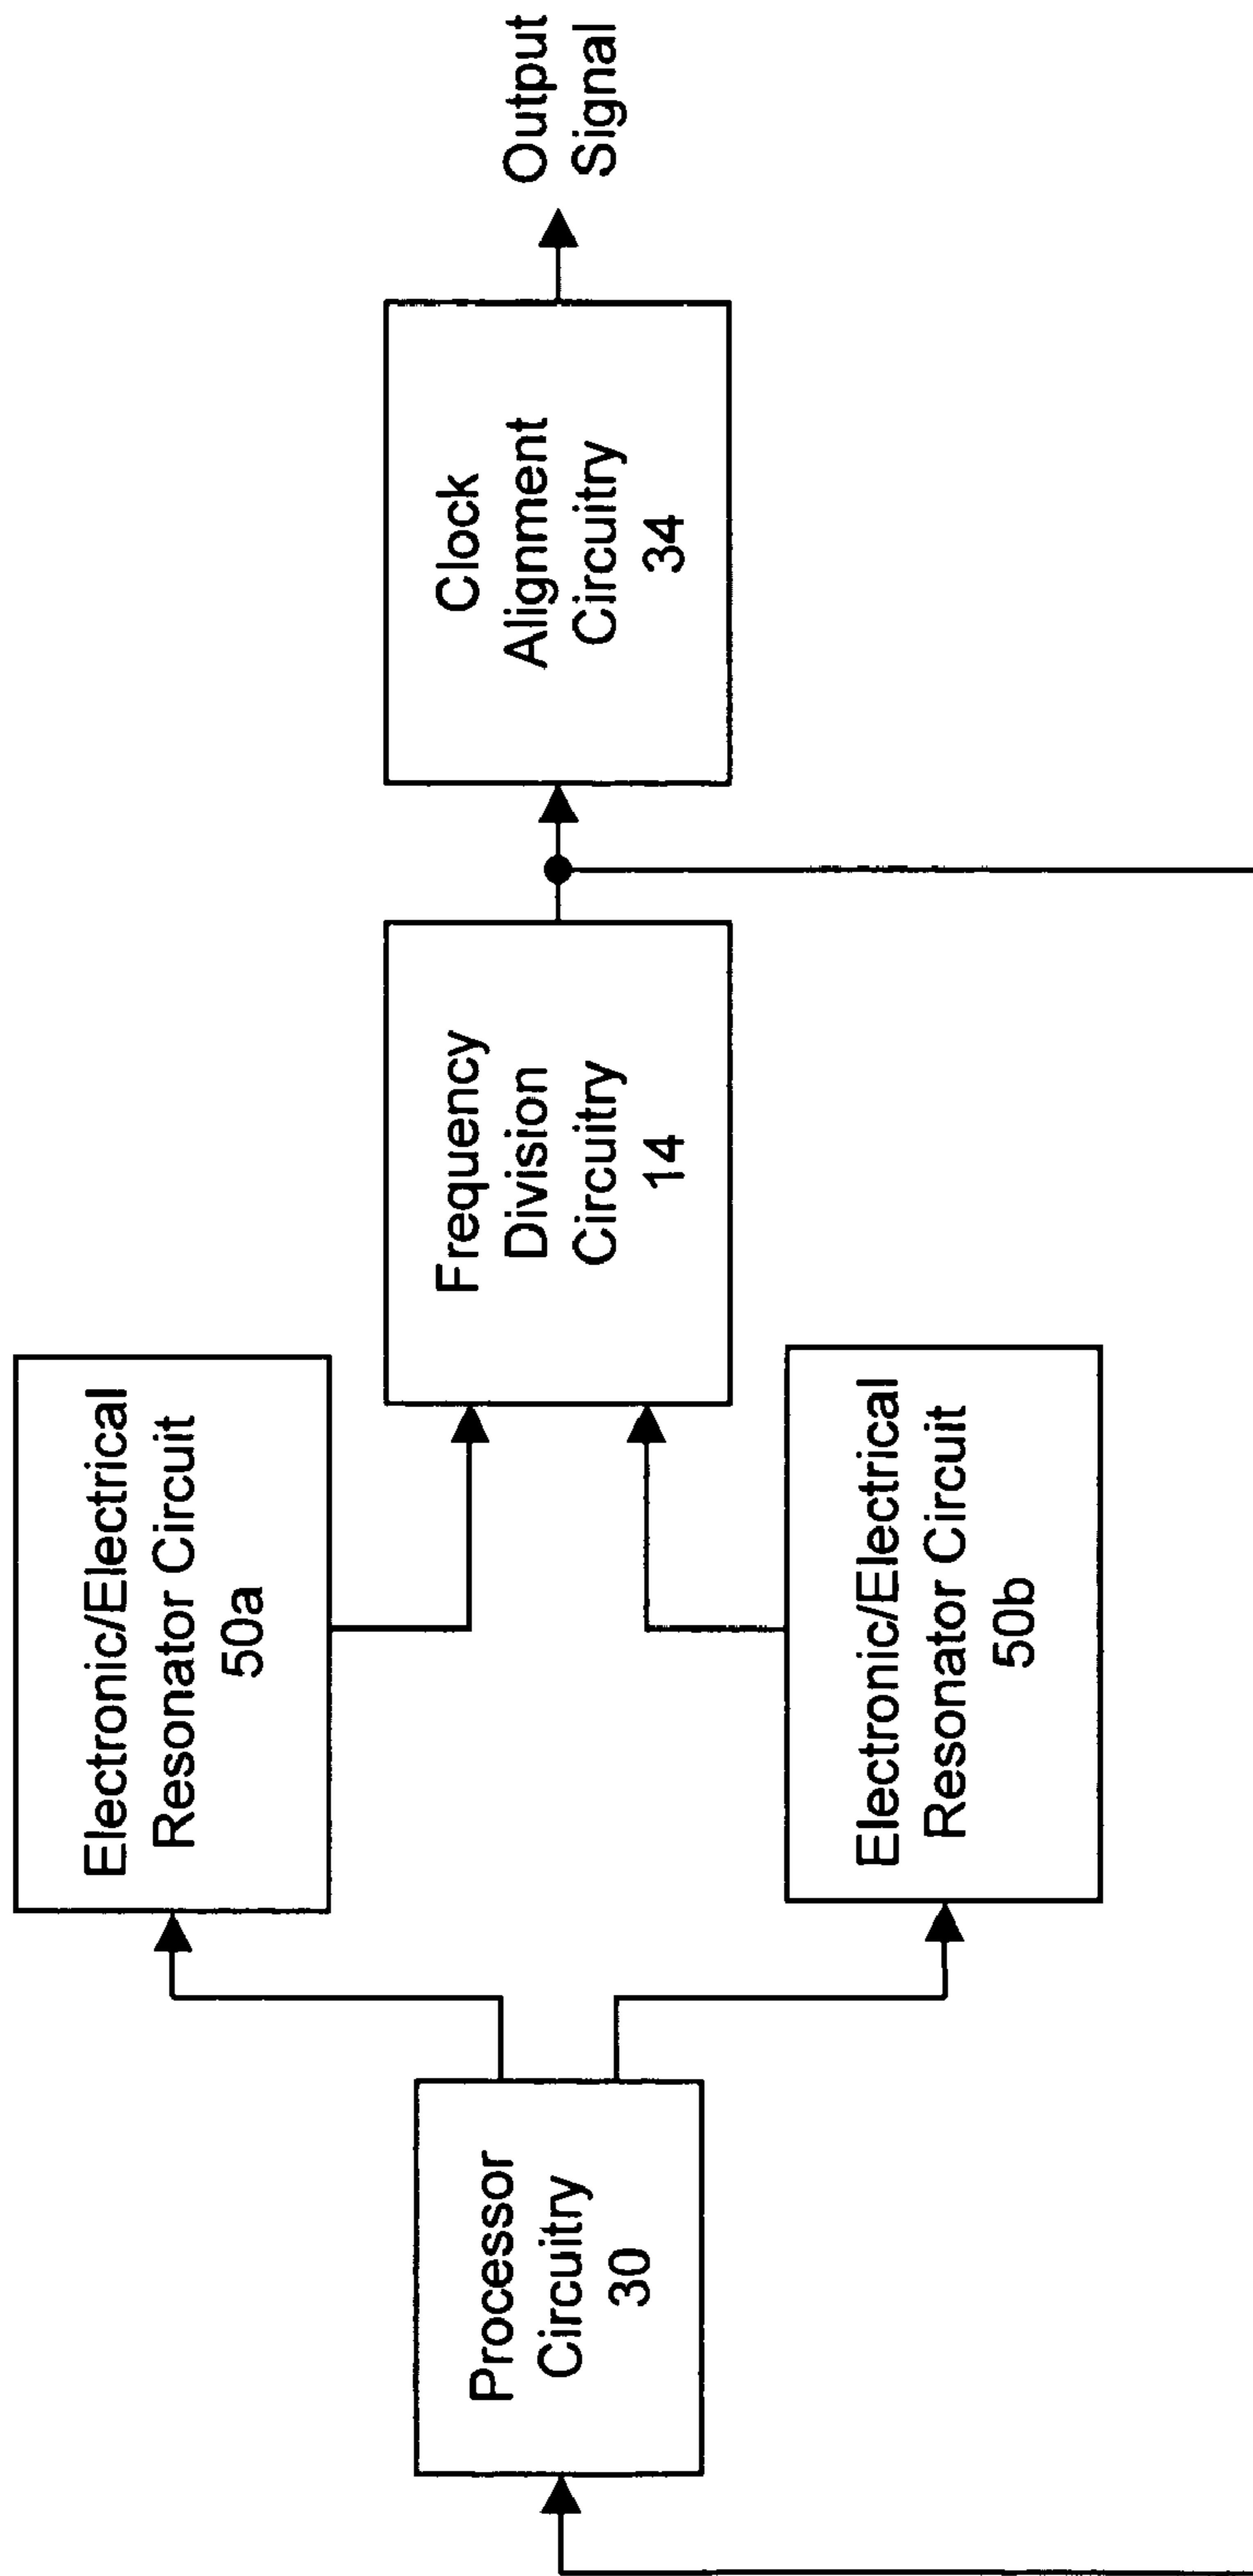 Electronic/Electrical
Resonator Circuit
50a
Processor
Circuitry
30
Frequency
Division
Circuitry
14
Clock
Alignment
Circuitry
34
Output
Signal
Electronic/Electrical
Resonator Circuit
50b